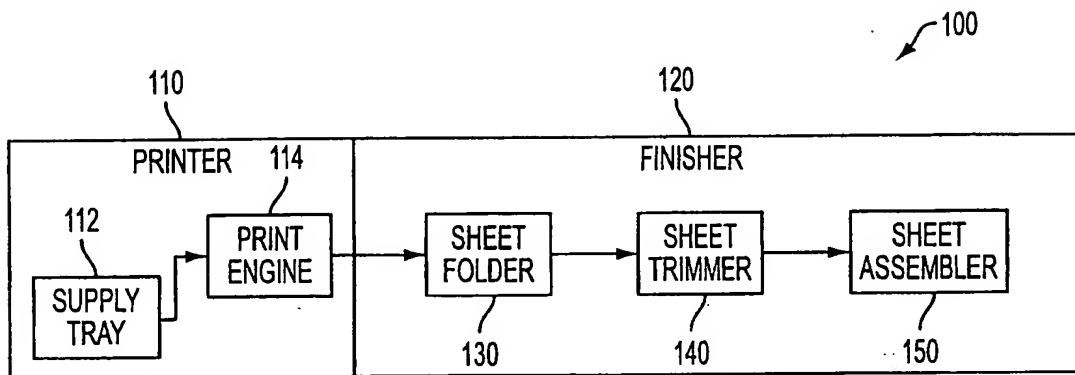 100
110
120
PRINTER
FINISHER
114
112
PRINT
ENGINE
SHEET
FOLDER
SHEET
TRIMMER
SHEET
ASSEMBLER
SUPPLY
TRAY
130
140
150